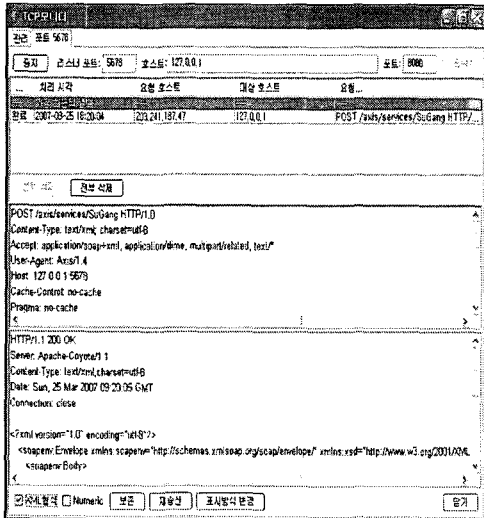 TCP모니터
관리 포트 5678
중지 리스너 포트: 5678 호스트: 127.0.0.1 포트: 8080
... 처리 시각 요청 호스트 대상 호스트 요청...
완료 2007-03-25 18:20:04 203.241.187.47 127.0.0.1 POST /axis/services/SuGang HTTP/...
전부 삭제
POST /axis/services/SuGang HTTP/1.0
Content-Type: text/xml; charset=utf-8
Accept: application/soap+xml, application/dime, multipart/related, text/*
User-Agent: Axis/1.4
Host: 127.0.0.1:5678
Cache-Control: no-cache
Pragma: no-cache
HTTP/1.1 200 OK
Server: Apache-Coyote/1.1
Content-Type: text/xml;charset=utf-8
Date: Sun, 25 Mar 2007 09:20:05 GMT
Connection: close
<?xml version="1.0" encoding="utf-8"?>
<soapenv:Envelope xmlns:soapenv="http://schemas.xmlsoap.org/soap/envelope/" xmlns:xsd="http://www.w3.org/2001/XML
<soapenv:Body>
XML형식 Numeric 보존 재송신 표시방식 변경 닫기